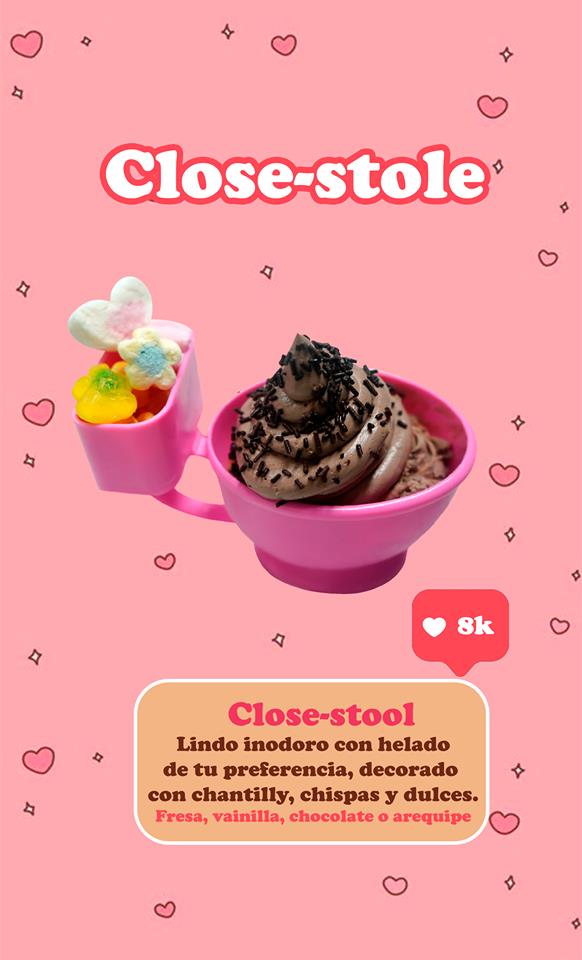 Close-stole
8k
Close-stool
Lindo inodoro con helado
de tu preferencia, decorado
con chantilly, chispas y dulces.
Fresa, vainilla, chocolate o arequipe